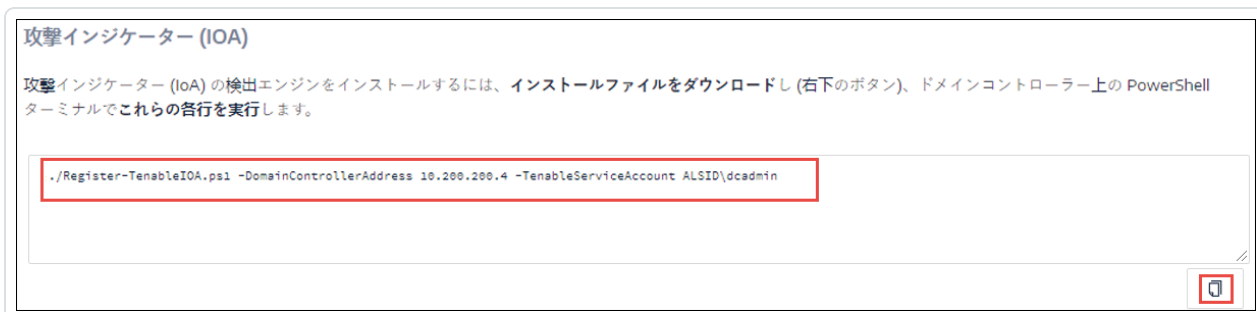 攻撃インジケーター (IOA)
攻撃インジケーター (IoA) の検出エンジンをインストールするには、インストールファイルをダウンロードし (右下のボタン)、ドメインコントローラー上の PowerShell
ターミナルでこれらの各行を実行します。
./Register-TenableIOA.ps1 -DomainControllerAddress 10.200.200.4 -TenableServiceAccount ALSID\dcadmin